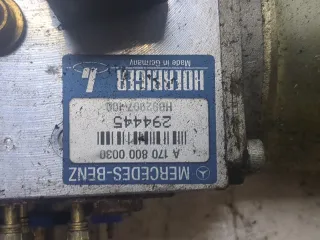 MERCEDES-BENZ
A 170 800 0030
294445
HOERBIGER
Made in Germany